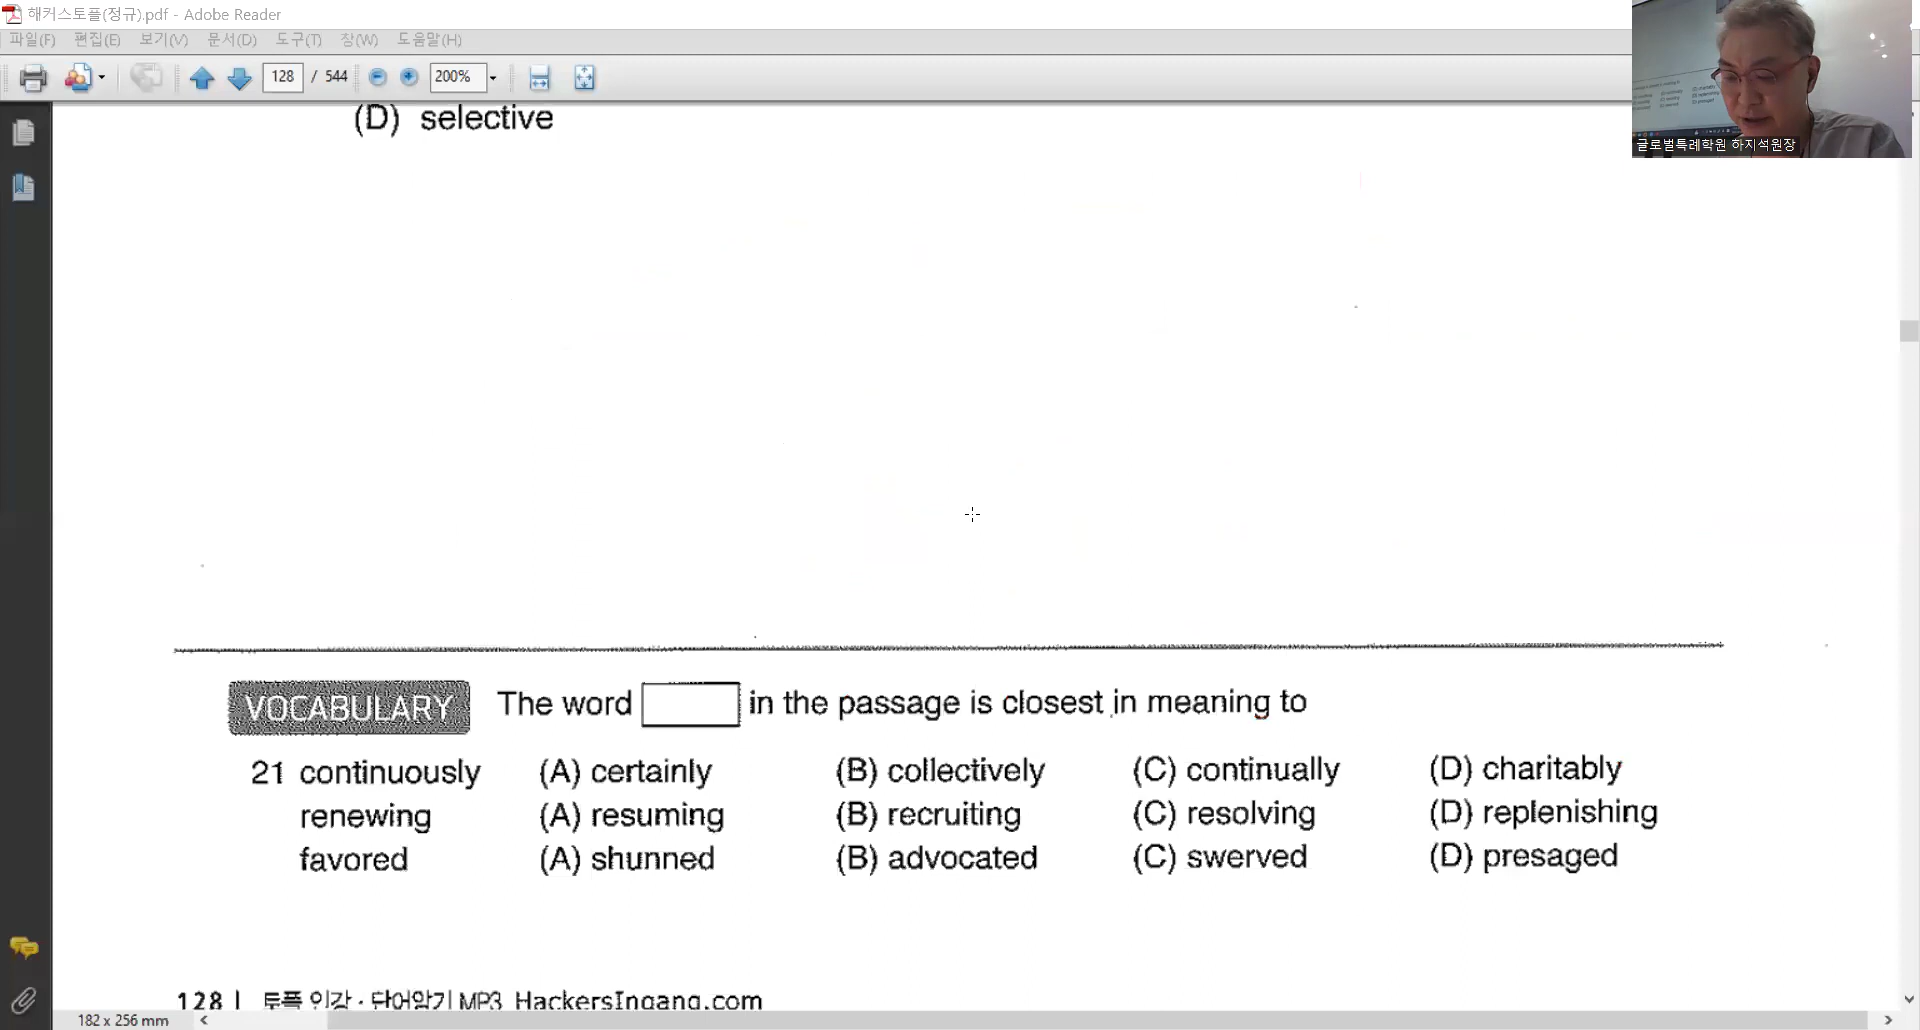 해커스토플(정규).pdf - Adobe Reader
파일(F) 편집(E) 보기(V) 문서(D) 도구(T) 창(W) 도움말(H)
128 / 544 200%
글로벌특례학원 하지석원장
(D) selective
VOCABULARY The word in the passage is closest in meaning to
21 continuously (A) certainly (B) collectively (C) continually (D) charitably
renewing (A) resuming (B) recruiting (C) resolving (D) replenishing
favored (A) shunned (B) advocated (C) swerved (D) presaged
128 | 토플 인강 · 단어암기 MP3 HackersIngang.com
182 x 256 mm